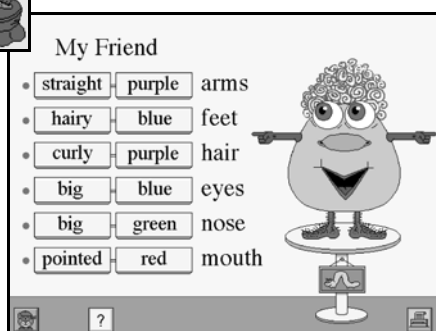 My Friend
straight purple arms
hairy blue feet
curly purple hair
big blue eyes
big green nose
pointed red mouth
?